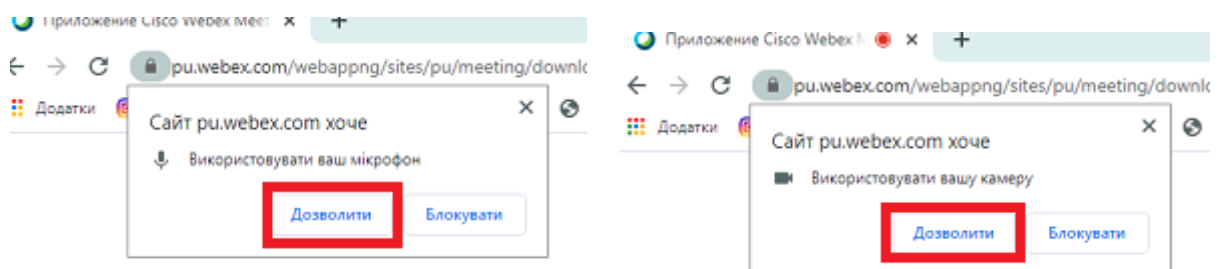 Приложение Cisco Webex Meet
pu.webex.com/webappng/sites/pu/meeting/downlo
Додатки
Сайт pu.webex.com хоче
Використовувати ваш мікрофон
Дозволити Блокувати
Приложение Cisco Webex M
pu.webex.com/webappng/sites/pu/meeting/downlo
Додатки
Сайт pu.webex.com хоче
Використовувати вашу камеру
Дозволити Блокувати